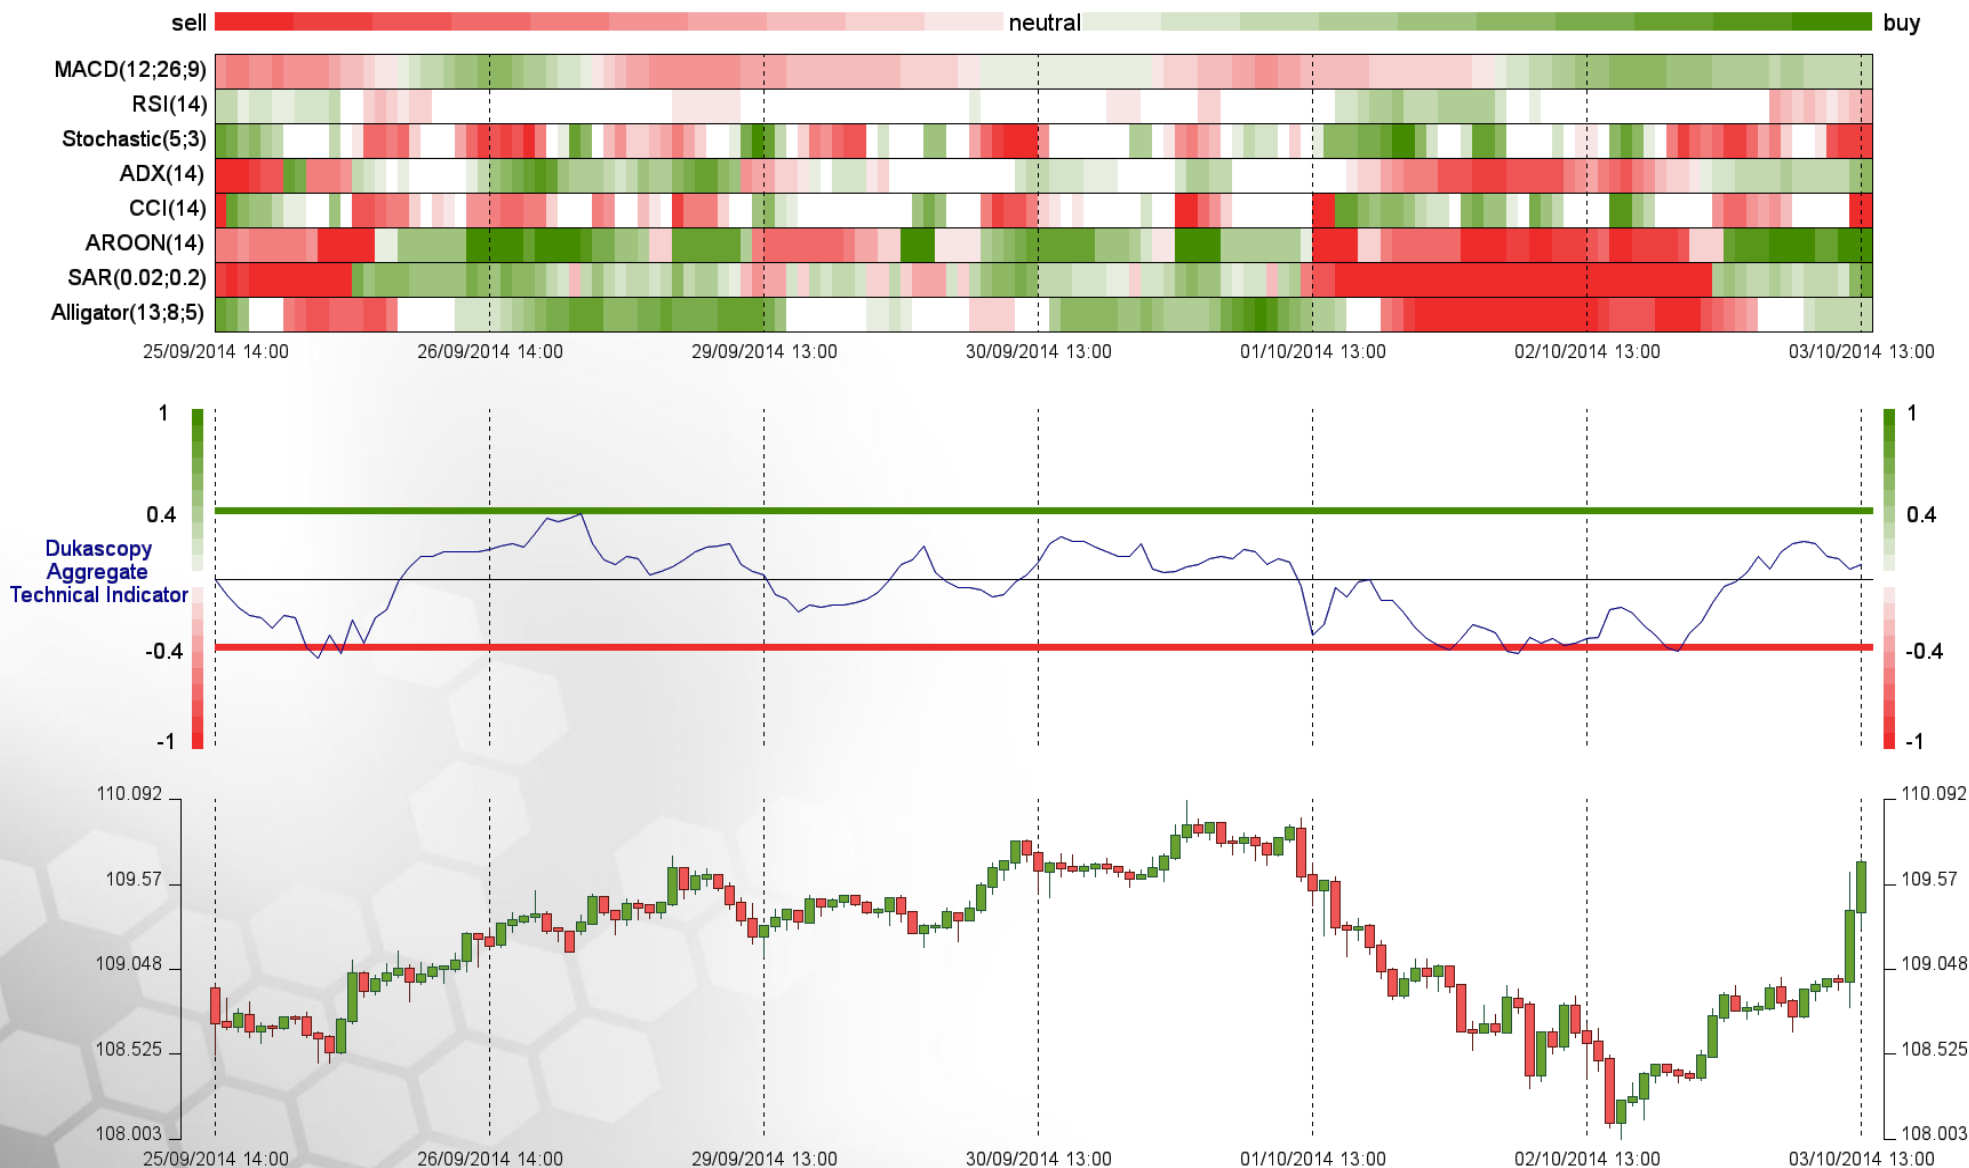 sell neutral buy
MACD(12;26;9)
RSI(14)
Stochastic(5;3)
ADX(14)
CCI(14)
AROON(14)
SAR(0.02;0.2)
Alligator(13;8;5)
25/09/2014 14:00 26/09/2014 14:00 29/09/2014 13:00 30/09/2014 13:00 01/10/2014 13:00 02/10/2014 13:00 03/10/2014 13:00
1 1
0.4 0.4
Dukascopy
Aggregate
Technical Indicator
-0.4 -0.4
-1 -1
110.092 110.092
109.57 109.57
109.048 109.048
108.525 108.525
108.003 108.003
25/09/2014 14:00 26/09/2014 14:00 29/09/2014 13:00 30/09/2014 13:00 01/10/2014 13:00 02/10/2014 13:00 03/10/2014 13:00